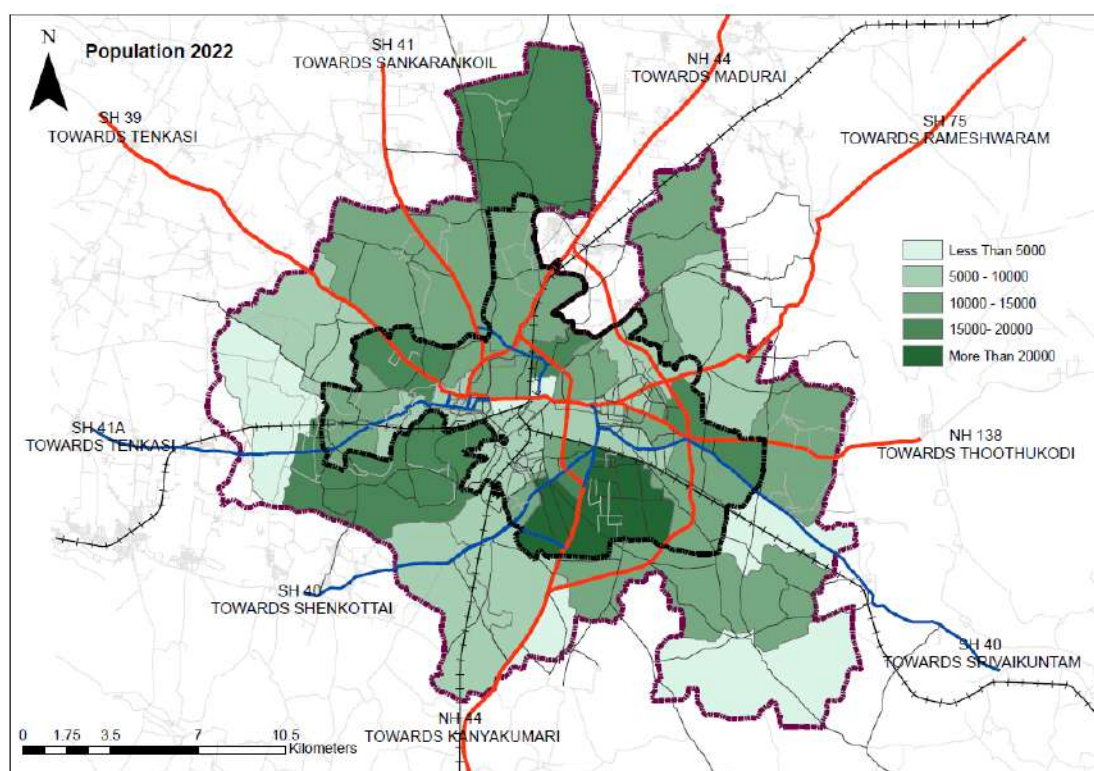 N
Population 2022
SH 41
TOWARDS SANKARANKOIL
NH 44
TOWARDS MADURAI
SH 39
TOWARDS TENKASI
SH 75
TOWARDS RAMESHWARAM
Less Than 5000
5000 - 10000
10000 - 15000
15000- 20000
More Than 20000
SH 41A
TOWARDS TENKASI
NH 138
TOWARDS THOOTHUKODI
SH 40
TOWARDS SHENKOTTAI
SH 40
TOWARDS SRIVAIKUNTAM
NH 44
TOWARDS KANYAKUMARI
0 1.75 3.5 7 10.5
Kilometers